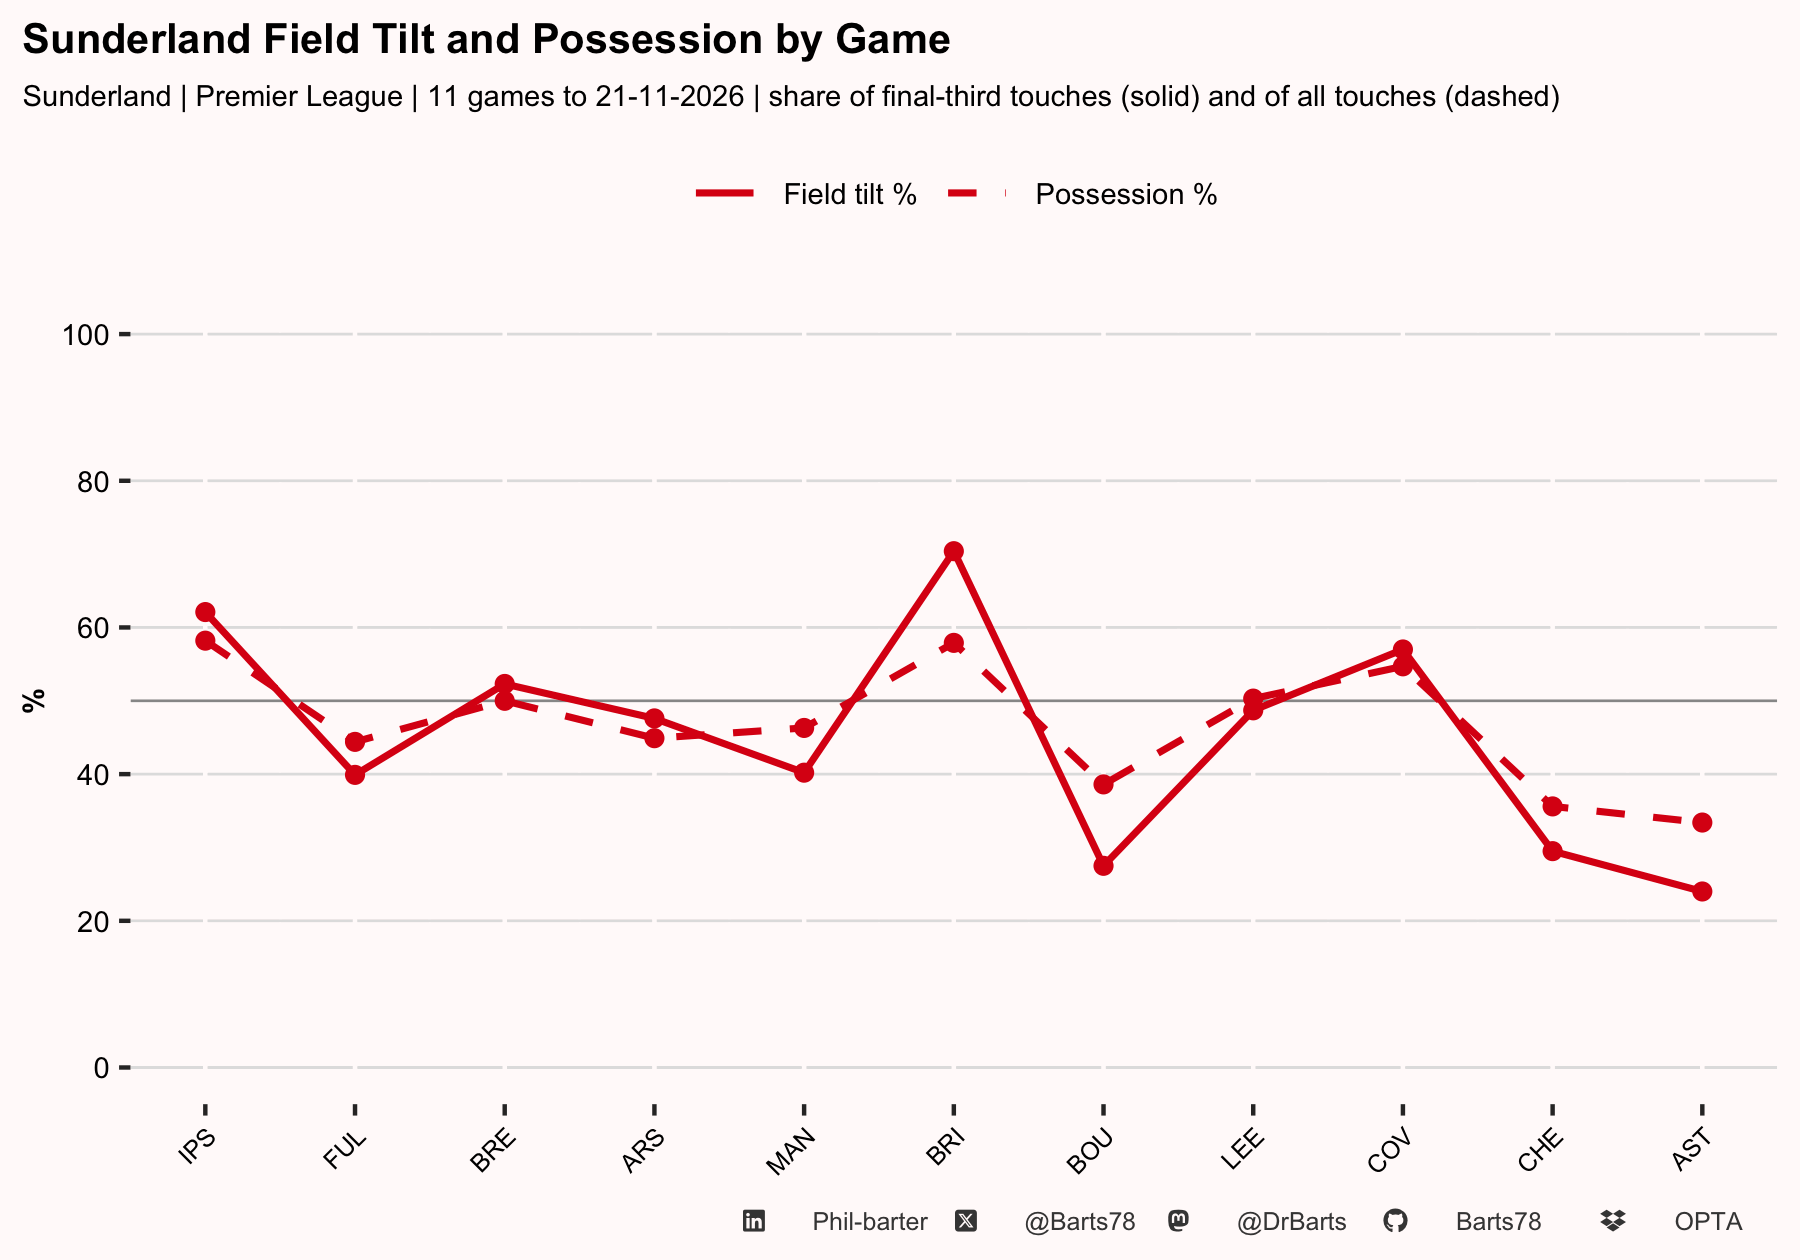 Sunderland Field Tilt and Possession by Game
Sunderland | Premier League | 11 games to 21-11-2026 | share of final-third touches (solid) and of all touches (dashed)
Field tilt % Possession %
100
80
60
40
20
0
%
IPS FUL BRE ARS MAN BRI BOU LEE COV CHE AST
Phil-barter @Barts78 @DrBarts Barts78 OPTA